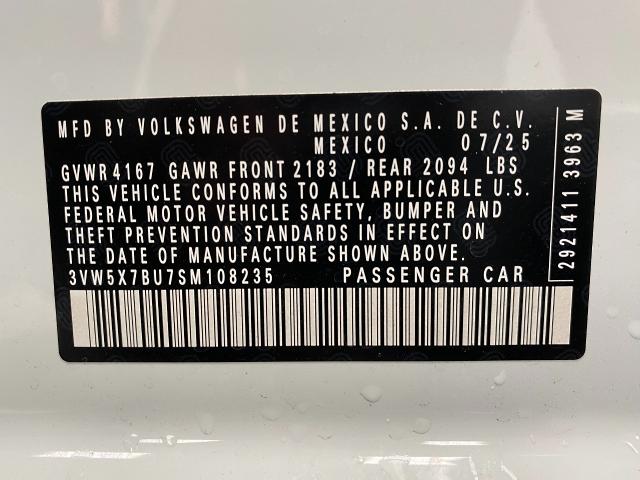 MFD BY VOLKSWAGEN DE MEXICO S.A. DE C.V.
MEXICO 07/25
GVWR 4167 GAWR FRONT 2183 / REAR 2094 LBS
THIS VEHICLE CONFORMS TO ALL APPLICABLE U.S.
FEDERAL MOTOR VEHICLE SAFETY, BUMPER AND
THEFT PREVENTION STANDARDS IN EFFECT ON
THE DATE OF MANUFACTURE SHOWN ABOVE.
3VW5X7BU7SM108235 PASSENGER CAR
2921411 3963 M